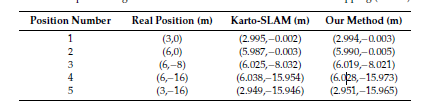 Position Number Real Position (m) Karto-SLAM (m) Our Method (m)
1 (3,0) (2.995,−0.002) (2.994,−0.003)
2 (6,0) (5.987,−0.003) (5.990,−0.005)
3 (6,−8) (6.025,−8.032) (6.019,−8.021)
4 (6,−16) (6.038,−15.954) (6.028,−15.973)
5 (3,−16) (2.949,−15.946) (2.951,−15.965)